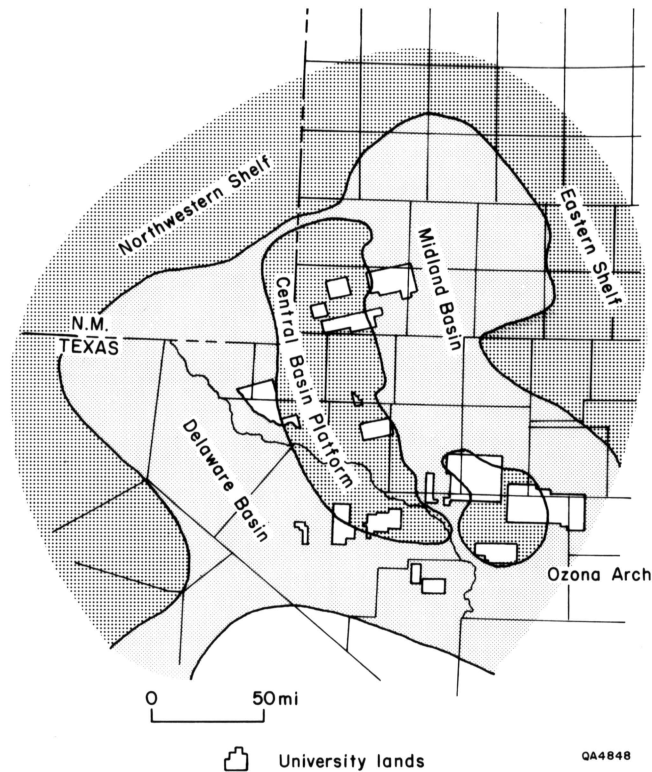 Northwestern Shelf
Eastern Shelf
Midland Basin
Central Basin Platform
N.M.
TEXAS
Delaware Basin
Ozona Arch
0 50mi
University lands
QA4848